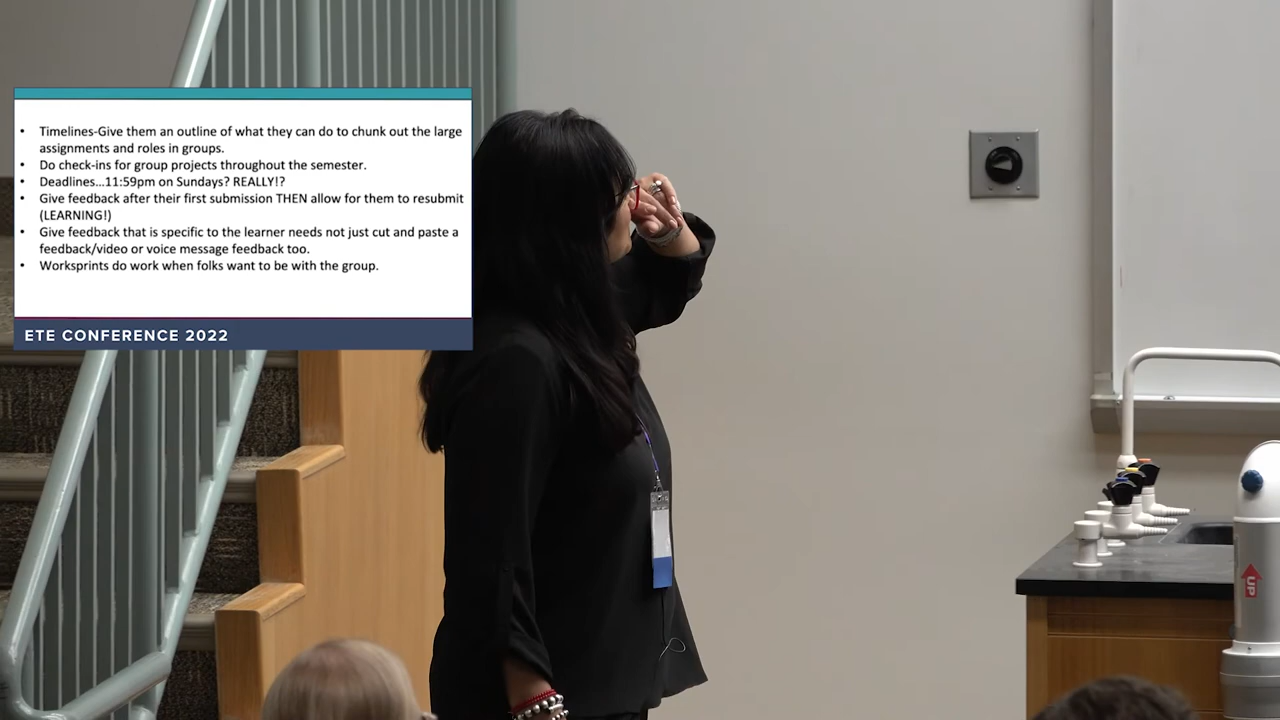 • Timelines-Give them an outline of what they can do to chunk out the large
assignments and roles in groups.
• Do check-ins for group projects throughout the semester.
• Deadlines…11:59pm on Sundays? REALLY!?
• Give feedback after their first submission THEN allow for them to resubmit
(LEARNING!)
• Give feedback that is specific to the learner needs not just cut and paste a
feedback/video or voice message feedback too.
• Worksprints do work when folks want to be with the group.
ETE CONFERENCE 2022
UP